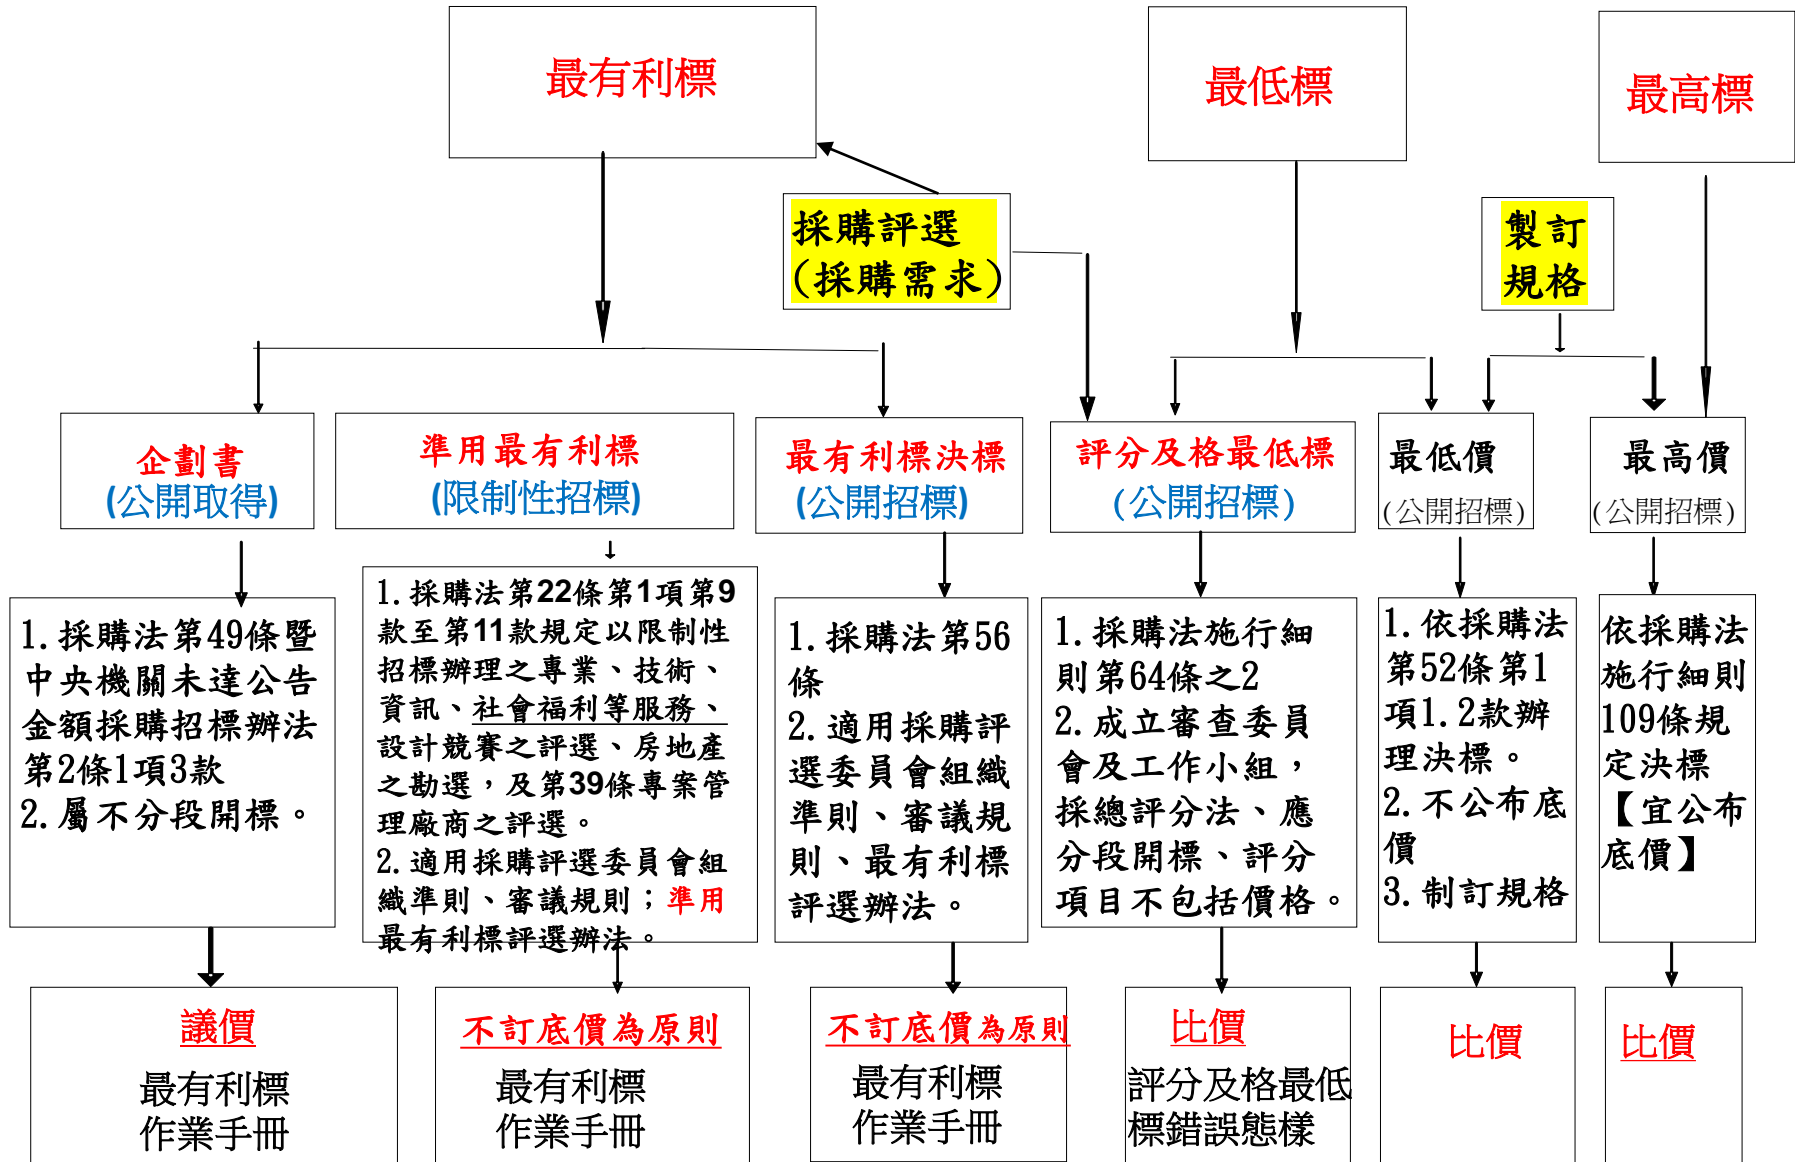 最有利標
最低標
最高標
採購評選
(採購需求)
製訂
規格
企劃書
(公開取得)
準用最有利標
(限制性招標)
最有利標決標
(公開招標)
評分及格最低標
(公開招標)
最低價
(公開招標)
最高價
(公開招標)
1.採購法第49條暨
中央機關未達公告
金額採購招標辦法
第2條1項3款
2.屬不分段開標。
1.採購法第22條第1項第9
款至第11款規定以限制性
招標辦理之專業、技術、
資訊、社會福利等服務、
設計競賽之評選、房地產
之勘選，及第39條專案管
理廠商之評選。
2.適用採購評選委員會組
織準則、審議規則；準用
最有利標評選辦法。
1.採購法第56
條
2.適用採購評
選委員會組織
準則、審議規
則、最有利標
評選辦法。
1.採購法施行細
則第64條之2
2.成立審查委員
會及工作小組，
採總評分法、應
分段開標、評分
項目不包括價格。
1.依採購法
第52條第1
項1.2款辦
理決標。
2.不公布底
價
3.制訂規格
依採購法
施行細則
109條規
定決標
【宜公布
底價】
議價
最有利標
作業手冊
不訂底價為原則
最有利標
作業手冊
不訂底價為原則
最有利標
作業手冊
比價
評分及格最低
標錯誤態樣
比價
比價